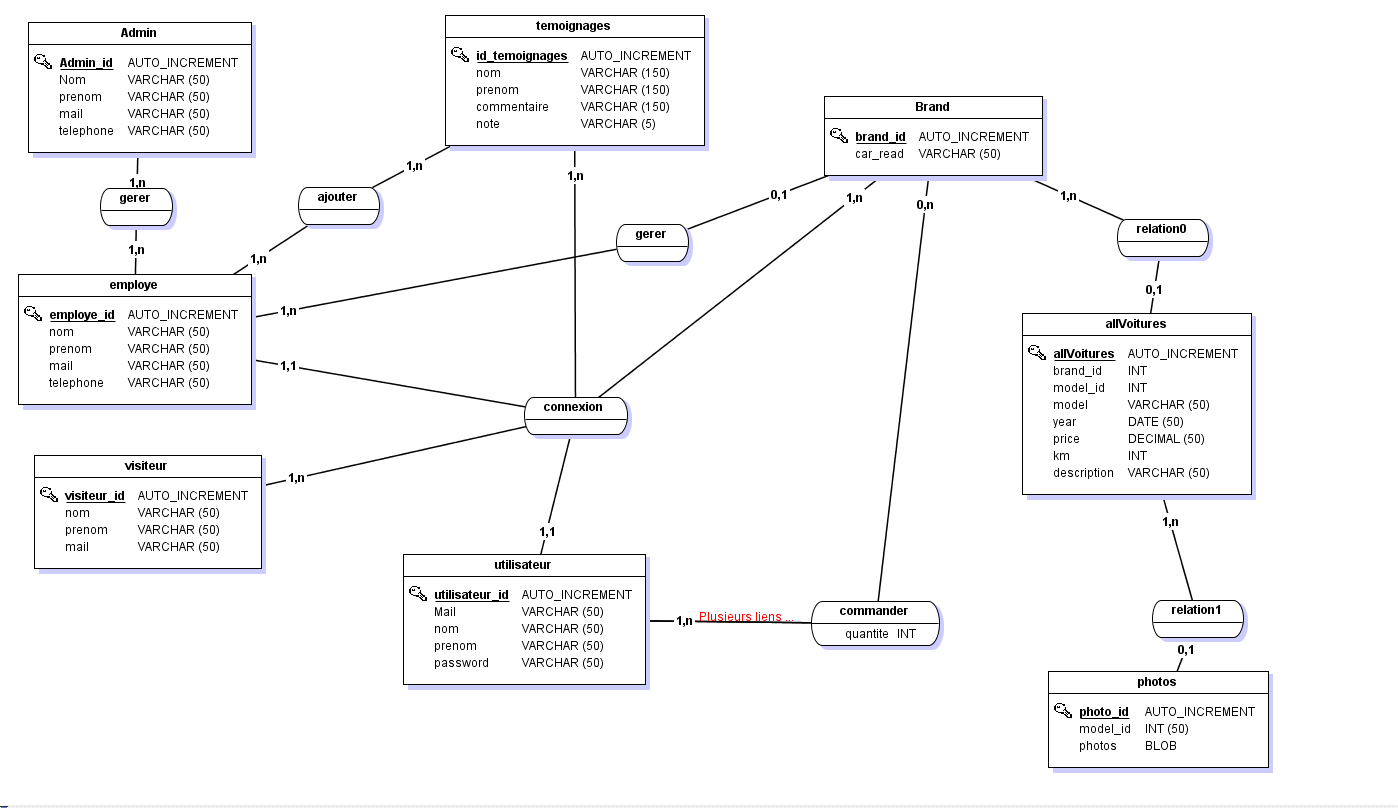 Admin
Admin_id AUTO_INCREMENT
Nom VARCHAR (50)
prenom VARCHAR (50)
mail VARCHAR (50)
telephone VARCHAR (50)
1,n
gerer
1,n
temoignages
id_temoignages AUTO_INCREMENT
nom VARCHAR (150)
prenom VARCHAR (150)
commentaire VARCHAR (150)
note VARCHAR (5)
1,n
ajouter
1,n
1,n
Brand
brand_id AUTO_INCREMENT
car_read VARCHAR (50)
0,1
1,n
0,n
1,n
gerer
1,n
relation0
0,1
employe
employe_id AUTO_INCREMENT
nom VARCHAR (50)
prenom VARCHAR (50)
mail VARCHAR (50)
telephone VARCHAR (50)
1,1
connexion
allVoitures
allVoitures AUTO_INCREMENT
brand_id INT
model_id INT
model VARCHAR (50)
year DATE (50)
price DECIMAL (50)
km INT
description VARCHAR (50)
visiteur
visiteur_id AUTO_INCREMENT
nom VARCHAR (50)
prenom VARCHAR (50)
mail VARCHAR (50)
1,n
1,1
utilisateur
utilisateur_id AUTO_INCREMENT
Mail VARCHAR (50)
nom VARCHAR (50)
prenom VARCHAR (50)
password VARCHAR (50)
1,n
Plusieurs liens ...
commander
quantite INT
1,n
relation1
0,1
photos
photo_id AUTO_INCREMENT
model_id INT (50)
photos BLOB